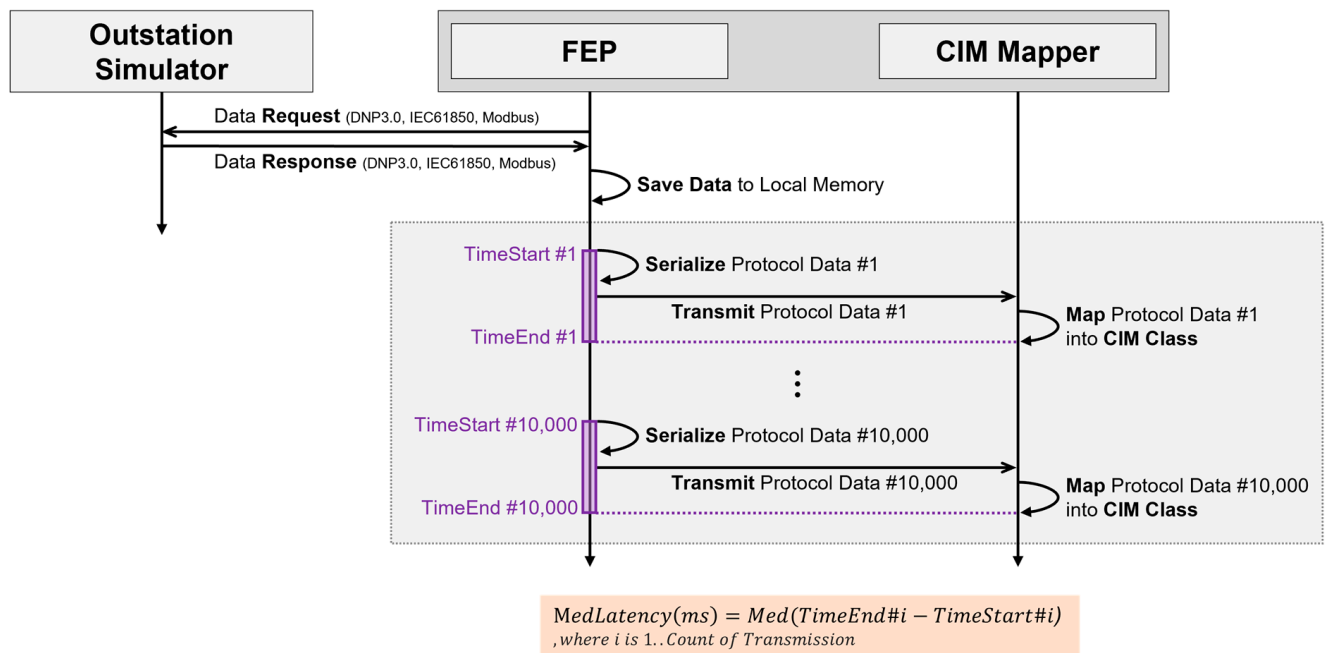 Outstation
Simulator
FEP
CIM Mapper
Data Request (DNP3.0, IEC61850, Modbus)
Data Response (DNP3.0, IEC61850, Modbus)
Save Data to Local Memory
TimeStart #1
Serialize Protocol Data #1
Transmit Protocol Data #1
Map Protocol Data #1
into CIM Class
TimeEnd #1
⋮
TimeStart #10,000
Serialize Protocol Data #10,000
Transmit Protocol Data #10,000
Map Protocol Data #10,000
into CIM Class
TimeEnd #10,000
MedLatency(ms) = Med(TimeEnd#i − TimeStart#i)
, where i is 1..Count of Transmission